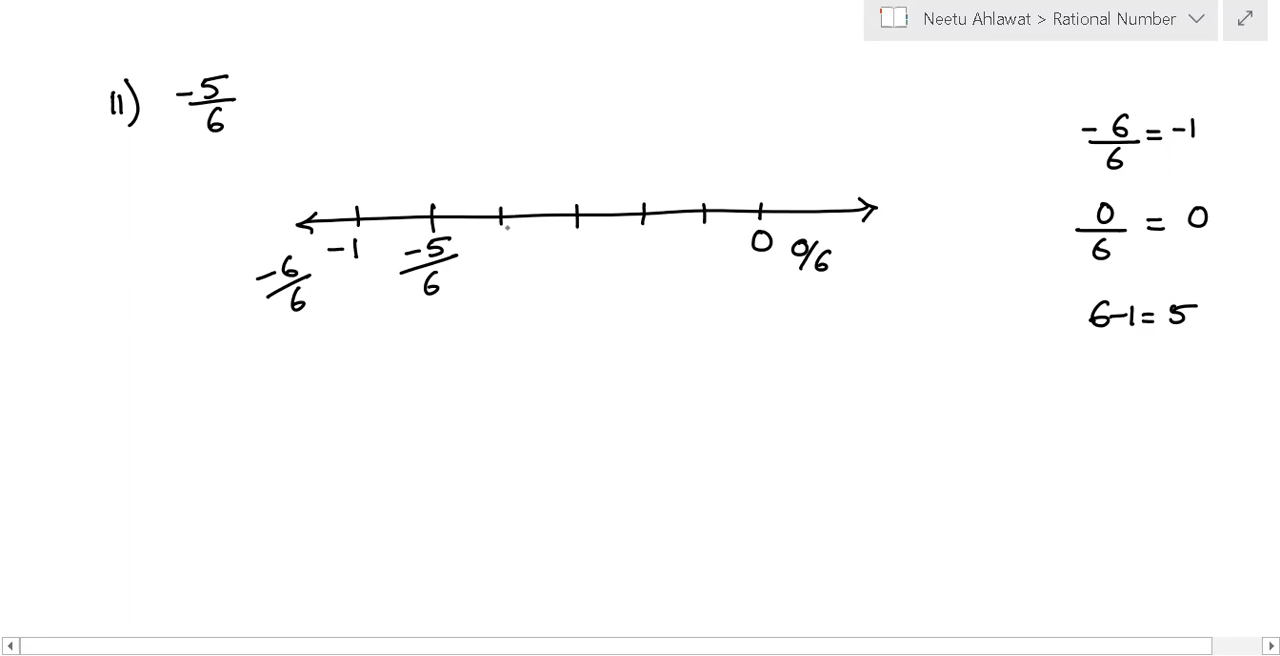 Neetu Ahlawat > Rational Number
11) -5/6
-6/6 = -1
0/6 = 0
-6/6 -1 -5/6 0 0/6
6-1= 5